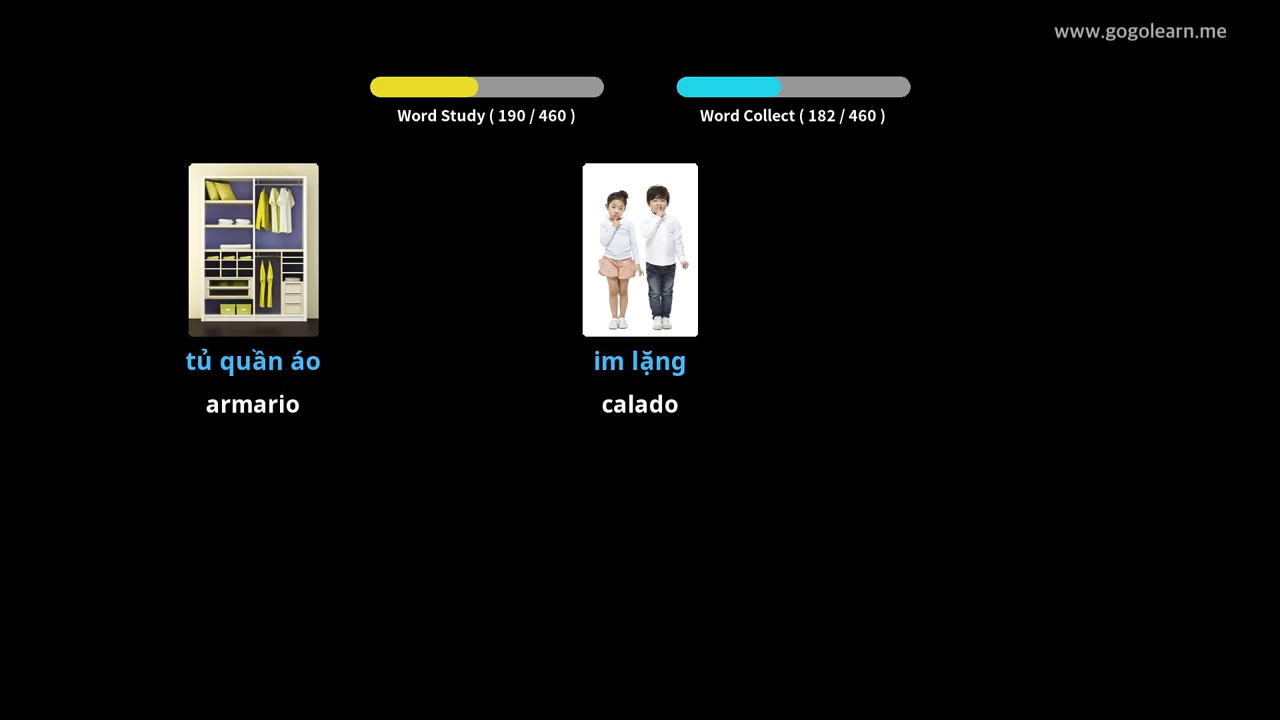 www.gogolearn.me
Word Study ( 190 / 460 )
Word Collect ( 182 / 460 )
tủ quần áo
armario
im lặng
calado